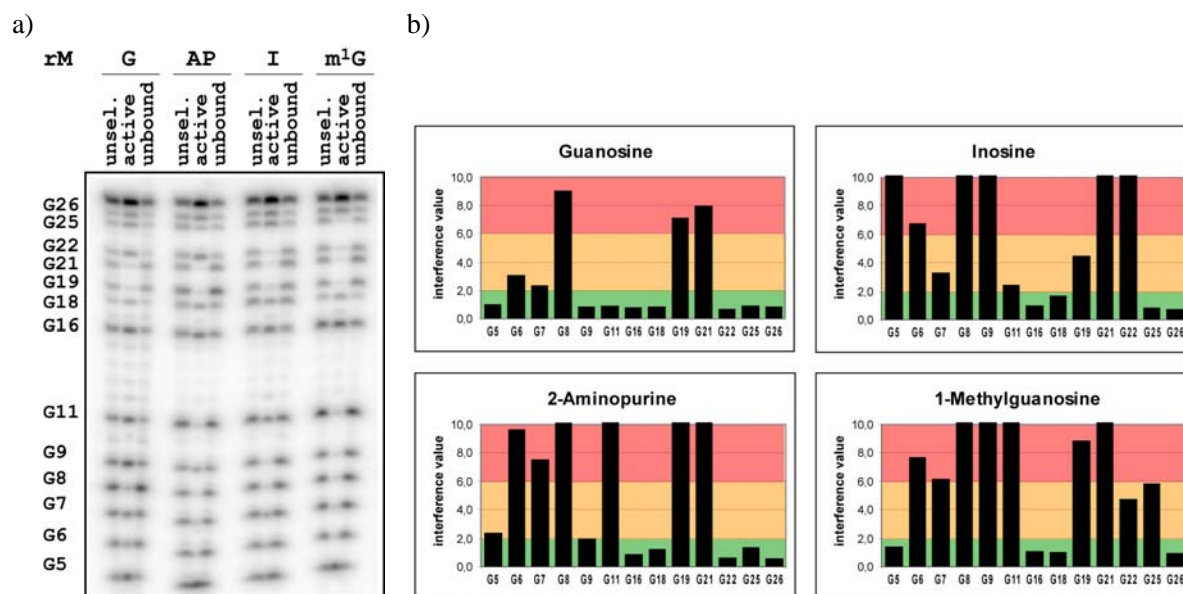 a)
b)
rM G AP I m¹G
unsel. active unbound unsel. active unbound unsel. active unbound unsel. active unbound
G26
G25
G22
G21
G19
G18
G16
G11
G9
G8
G7
G6
G5
Guanosine
interference value
10,0
8,0
6,0
4,0
2,0
0,0
G5 G6 G7 G8 G9 G11 G16 G18 G19 G21 G22 G25 G26
Inosine
interference value
10,0
8,0
6,0
4,0
2,0
0,0
G5 G6 G7 G8 G9 G11 G16 G18 G19 G21 G22 G25 G26
2-Aminopurine
interference value
10,0
8,0
6,0
4,0
2,0
0,0
G5 G6 G7 G8 G9 G11 G16 G18 G19 G21 G22 G25 G26
1-Methylguanosine
interference value
10,0
8,0
6,0
4,0
2,0
0,0
G5 G6 G7 G8 G9 G11 G16 G18 G19 G21 G22 G25 G26